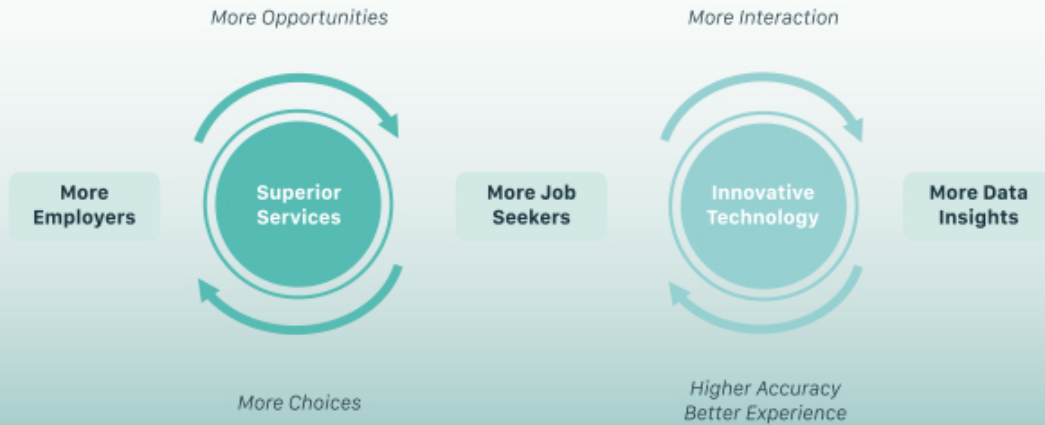 More Opportunities
More Interaction
More
Employers
Superior
Services
More Job
Seekers
Innovative
Technology
More Data
Insights
More Choices
Higher Accuracy
Better Experience